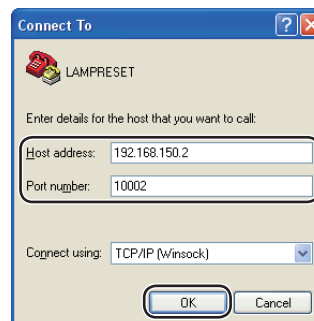 Connect To
LAMPRESET
Enter details for the host that you want to call:
Host address: 192.168.150.2
Port number: 10002
Connect using: TCP/IP (Winsock)
OK Cancel